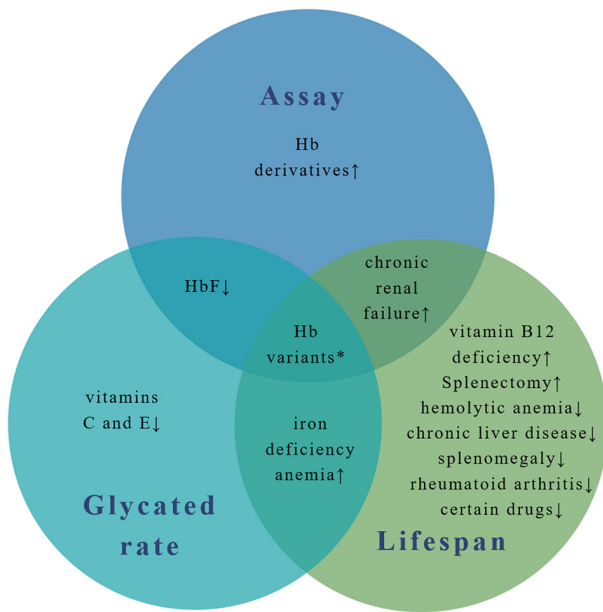 Assay
Hb
derivatives↑
HbF↓
chronic
renal
failure↑
Hb
variants*
vitamins
C and E↓
iron
deficiency
anemia↑
vitamin B12
deficiency↑
Splenectomy↑
hemolytic anemia↓
chronic liver disease↓
splenomegaly↓
rheumatoid arthritis↓
certain drugs↓
Glycated
rate
Lifespan